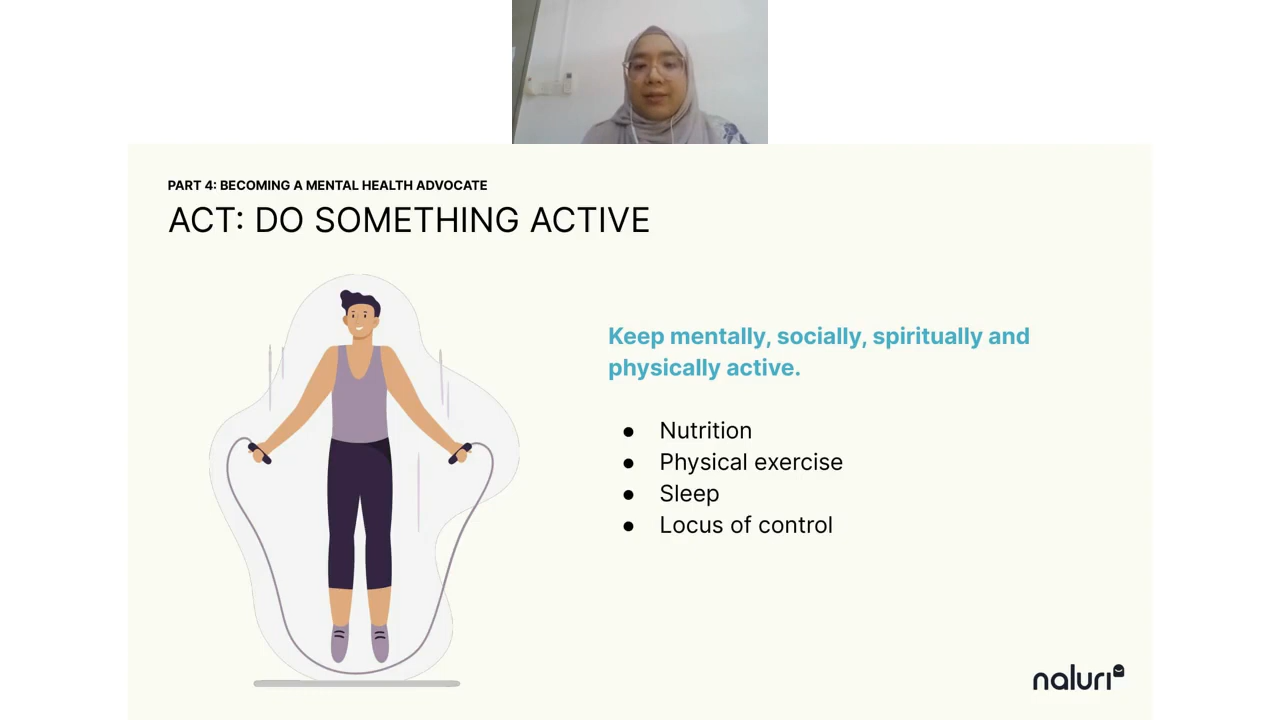 PART 4: BECOMING A MENTAL HEALTH ADVOCATE
ACT: DO SOMETHING ACTIVE
Keep mentally, socially, spiritually and
physically active.
● Nutrition
● Physical exercise
● Sleep
● Locus of control
naluri